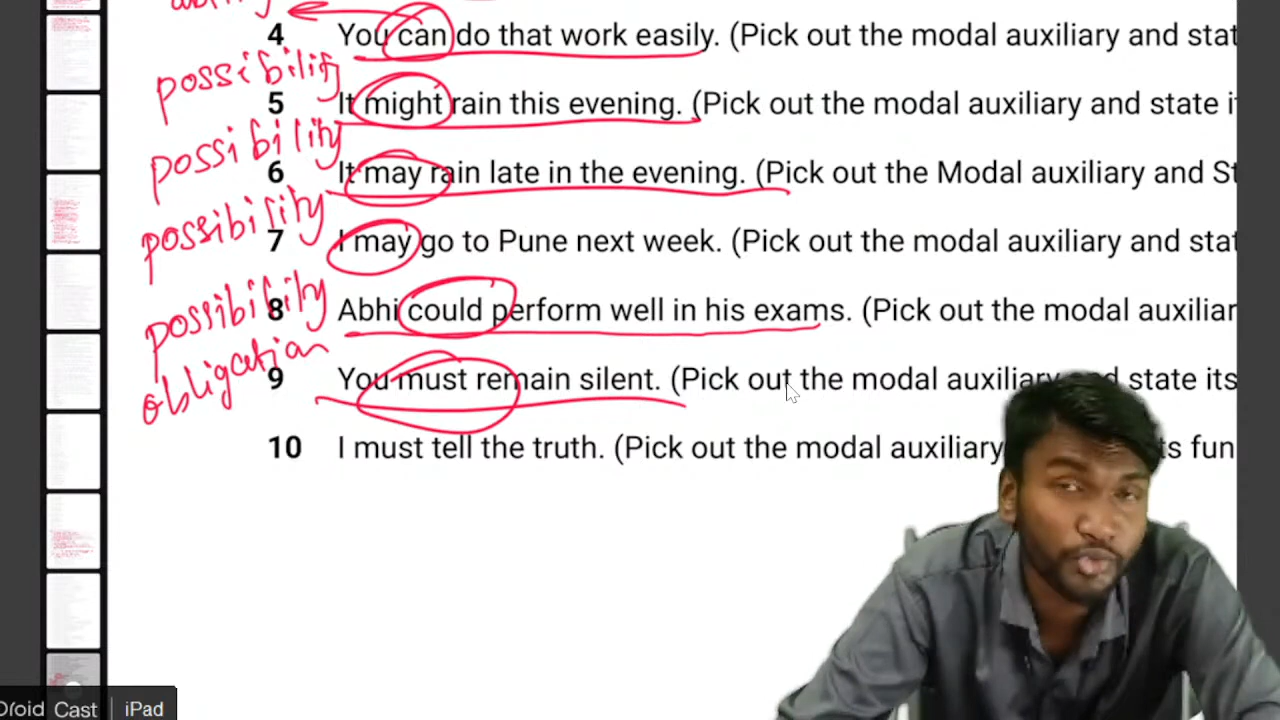 ability
4 You can do that work easily. (Pick out the modal auxiliary and stat
possibility
5 It might rain this evening. (Pick out the modal auxiliary and state i
possibility
6 It may rain late in the evening. (Pick out the Modal auxiliary and St
possibility
7 I may go to Pune next week. (Pick out the modal auxiliary and stat
possibility
8 Abhi could perform well in his exams. (Pick out the modal auxiliar
obligation
9 You must remain silent. (Pick out the modal auxiliary and state its
10 I must tell the truth. (Pick out the modal auxiliary ts fun
Droid Cast iPad